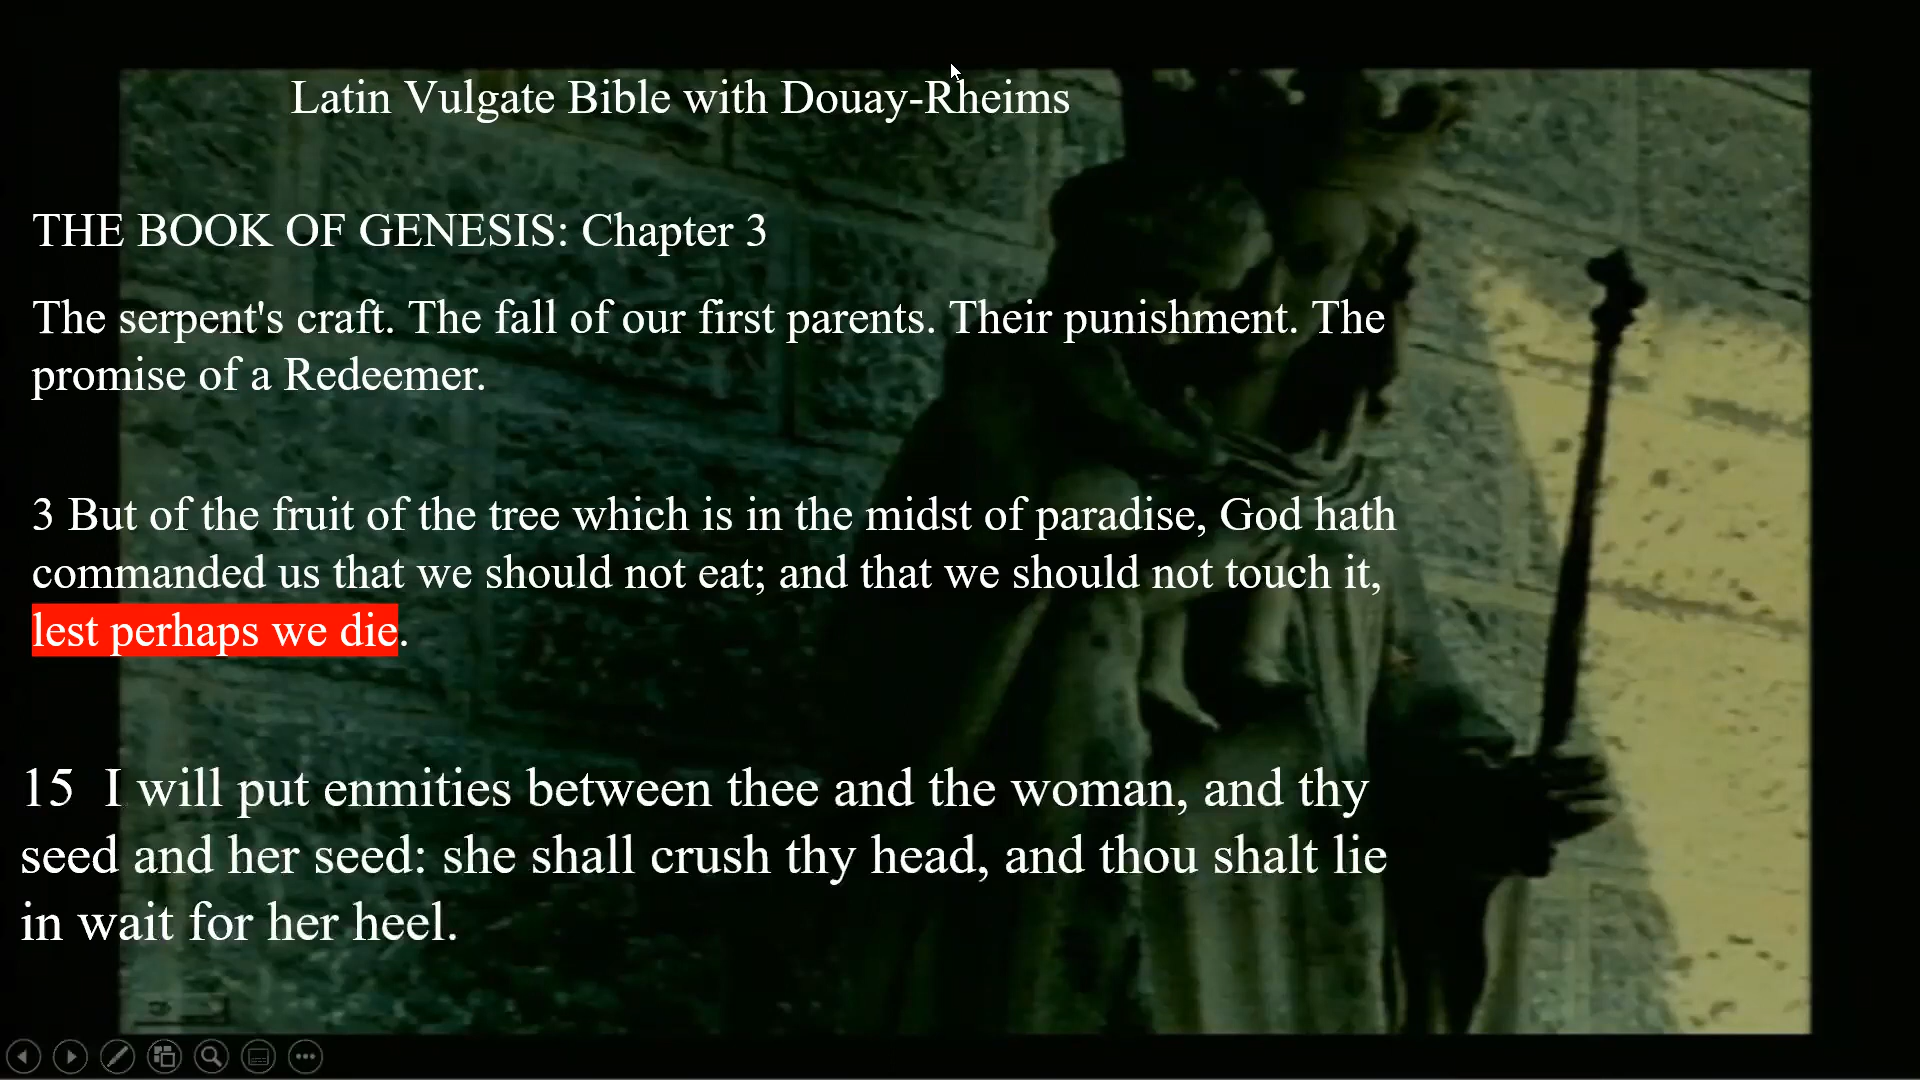 Latin Vulgate Bible with Douay-Rheims
THE BOOK OF GENESIS: Chapter 3
The serpent's craft. The fall of our first parents. Their punishment. The
promise of a Redeemer.
3 But of the fruit of the tree which is in the midst of paradise, God hath
commanded us that we should not eat; and that we should not touch it,
lest perhaps we die.
15 I will put enmities between thee and the woman, and thy
seed and her seed: she shall crush thy head, and thou shalt lie
in wait for her heel.